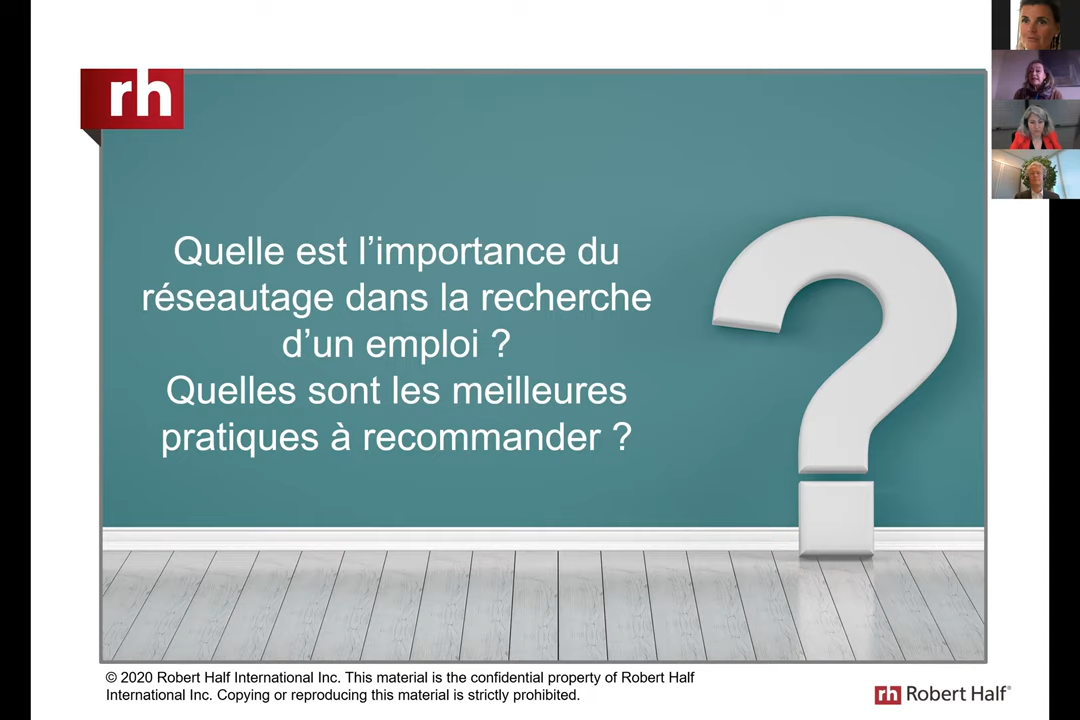 rh
Quelle est l’importance du
réseautage dans la recherche
d’un emploi ?
Quelles sont les meilleures
pratiques à recommander ?
© 2020 Robert Half International Inc. This material is the confidential property of Robert Half
International Inc. Copying or reproducing this material is strictly prohibited.
rh Robert Half®